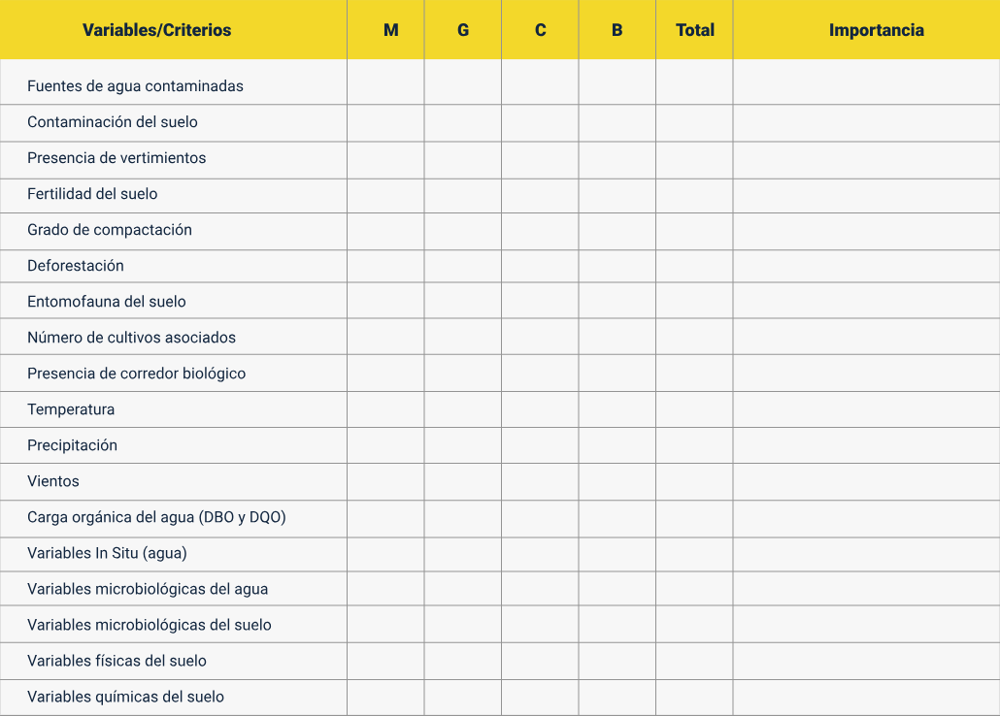 Variables/Criterios M G C B Total Importancia
Fuentes de agua contaminadas
Contaminación del suelo
Presencia de vertimientos
Fertilidad del suelo
Grado de compactación
Deforestación
Entomofauna del suelo
Número de cultivos asociados
Presencia de corredor biológico
Temperatura
Precipitación
Vientos
Carga orgánica del agua (DBO y DQO)
Variables In Situ (agua)
Variables microbiológicas del agua
Variables microbiológicas del suelo
Variables físicas del suelo
Variables químicas del suelo